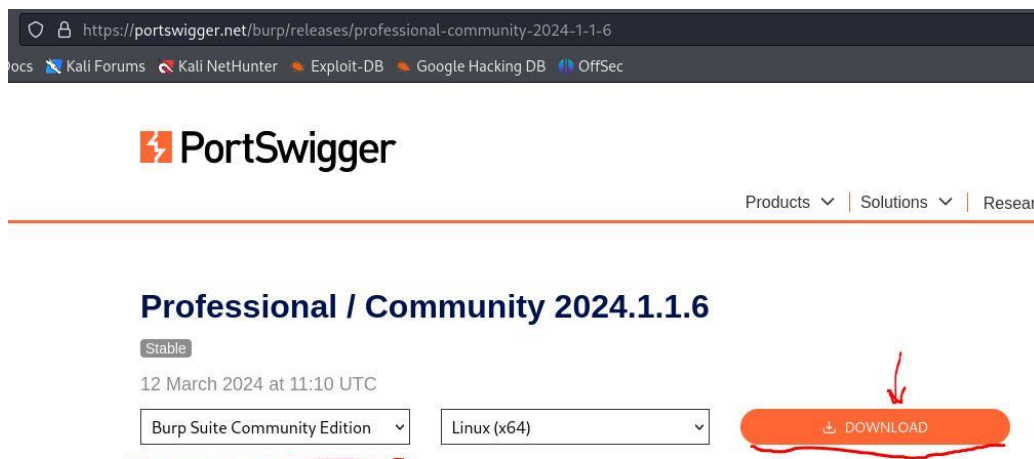 https://portswigger.net/burp/releases/professional-community-2024-1-1-6
Docs Kali Forums Kali NetHunter Exploit-DB Google Hacking DB OffSec
PortSwigger
Products Solutions Resear
Professional / Community 2024.1.1.6
Stable
12 March 2024 at 11:10 UTC
Burp Suite Community Edition Linux (x64) DOWNLOAD